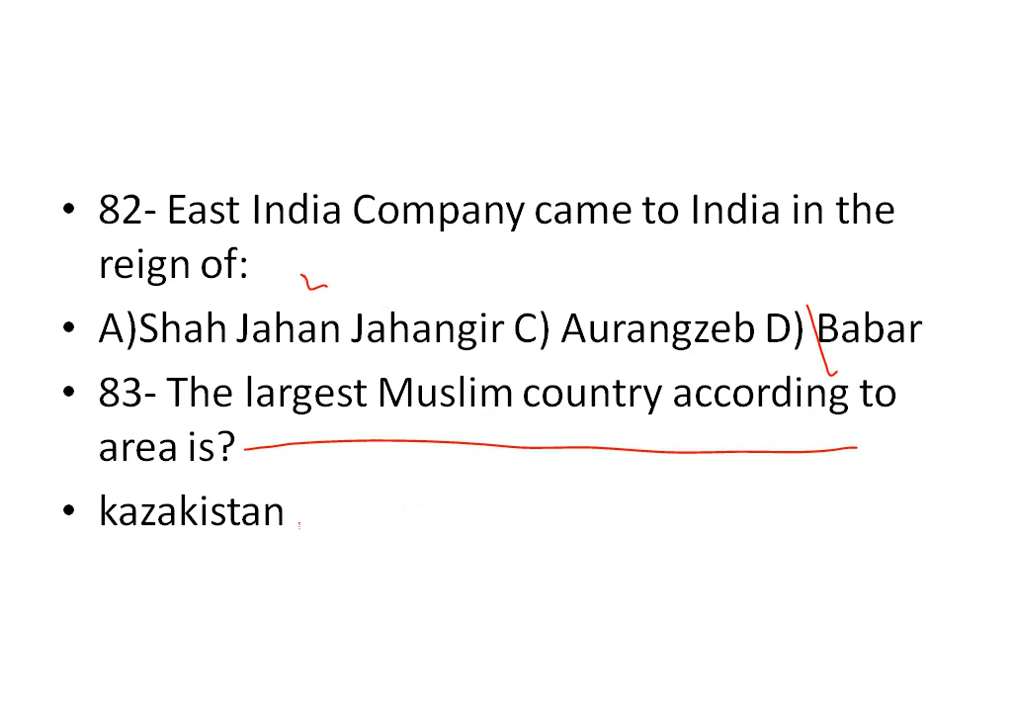 • 82- East India Company came to India in the
reign of:
• A)Shah Jahan Jahangir C) Aurangzeb D) Babar
• 83- The largest Muslim country according to
area is?
• kazakistan